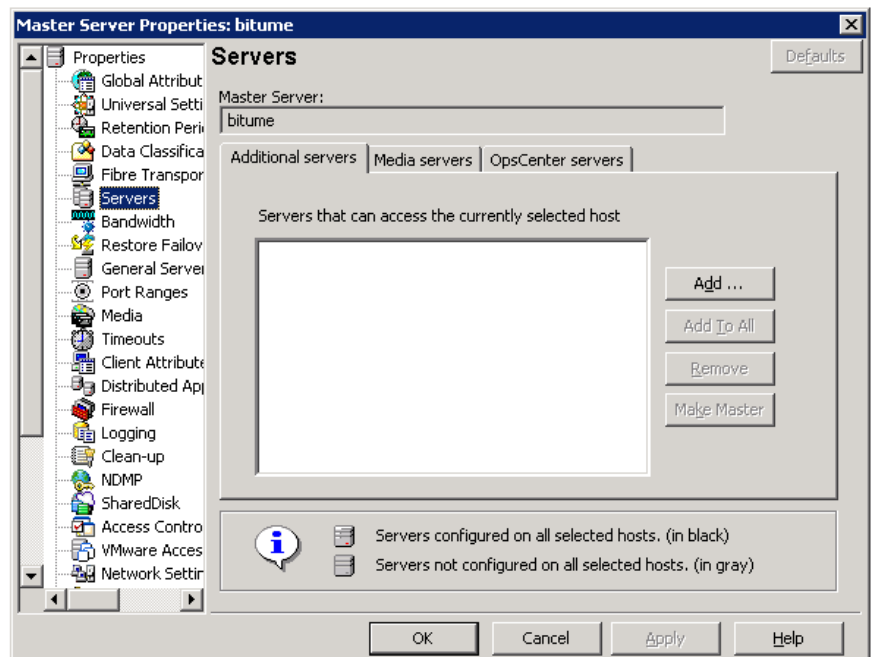 Master Server Properties: bitume
Properties
Global Attribut
Universal Setti
Retention Peri
Data Classifica
Fibre Transpor
Servers
Bandwidth
Restore Failov
General Server
Port Ranges
Media
Timeouts
Client Attribute
Distributed App
Firewall
Logging
Clean-up
NDMP
SharedDisk
Access Contro
VMware Acces
Network Settin
Servers
Defaults
Master Server:
bitume
Additional servers Media servers OpsCenter servers
Servers that can access the currently selected host
Add ...
Add To All
Remove
Make Master
Servers configured on all selected hosts. (in black)
Servers not configured on all selected hosts. (in gray)
OK Cancel Apply Help